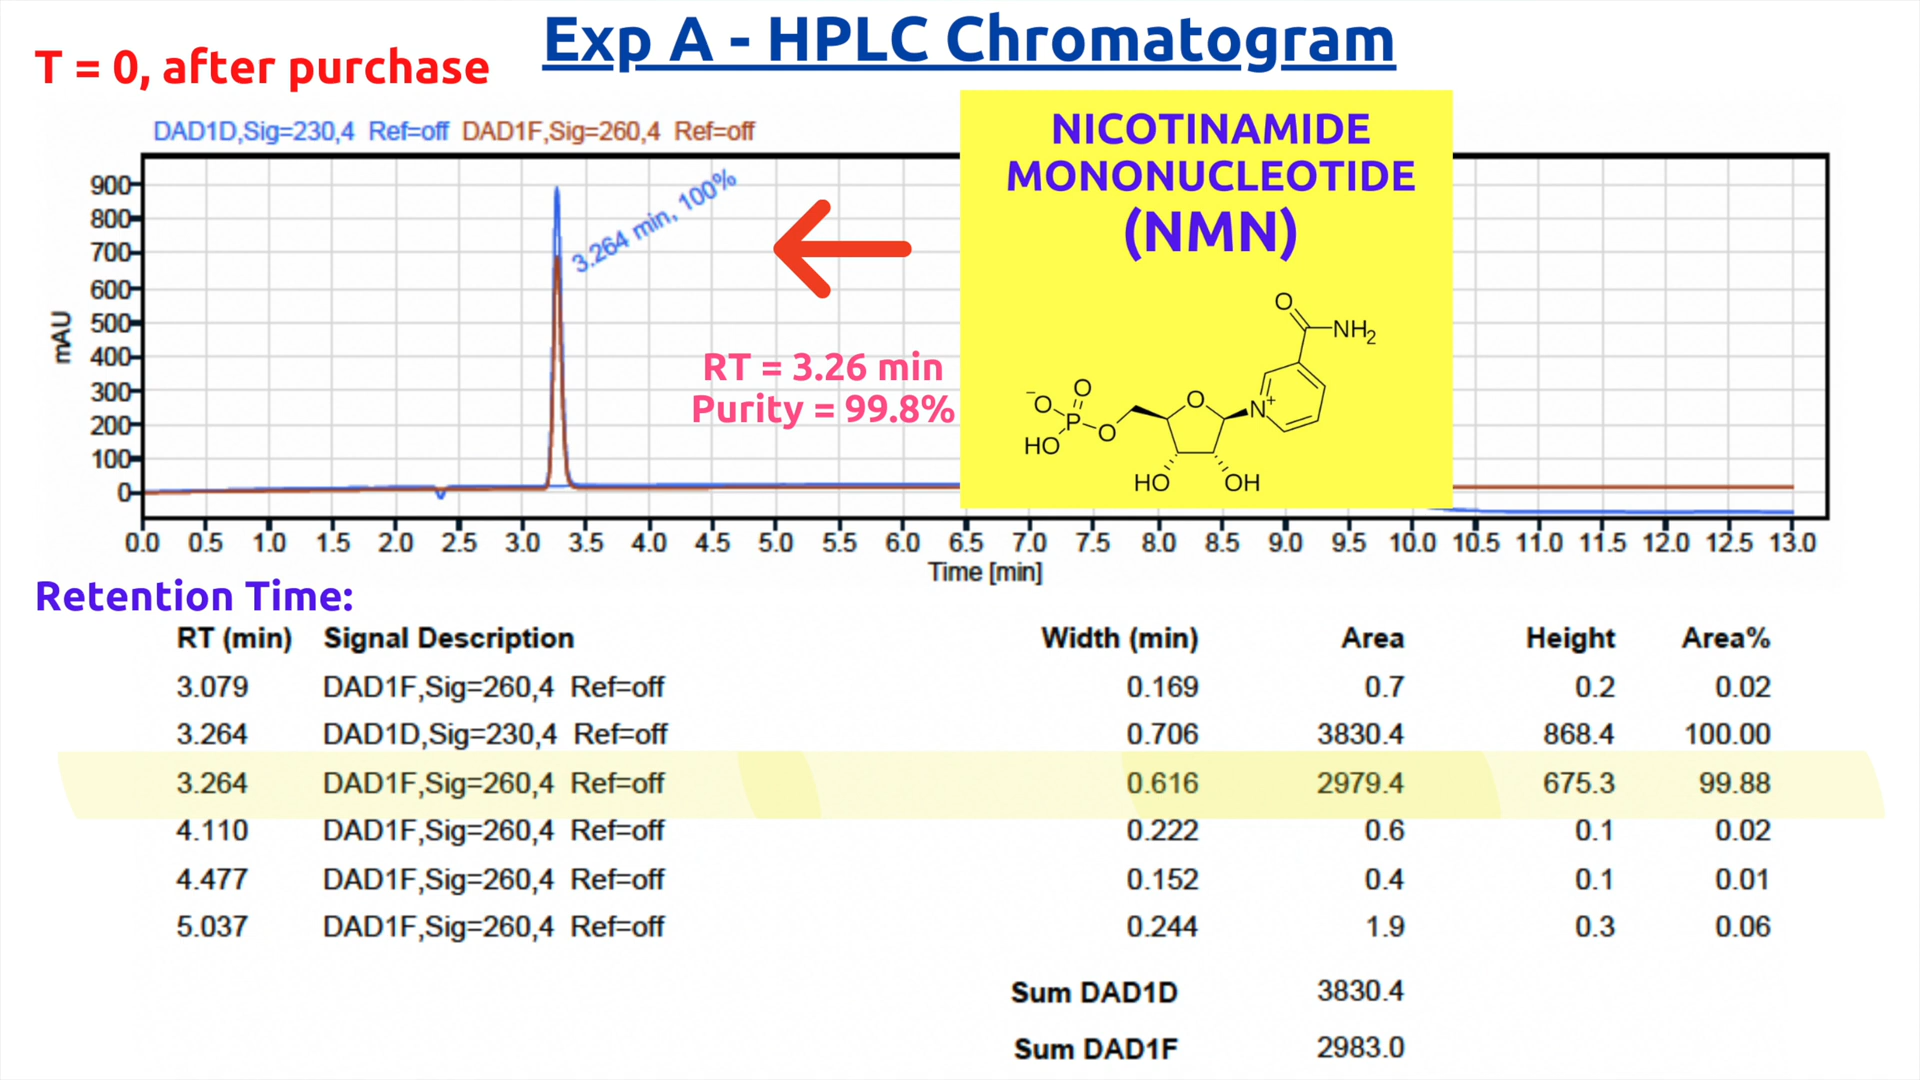 Exp A - HPLC Chromatogram
T = 0, after purchase
DAD1D,Sig=230,4 Ref=off DAD1F,Sig=260,4 Ref=off
NICOTINAMIDE
MONONUCLEOTIDE
(NMN)
3.264 min, 100%
RT = 3.26 min
Purity = 99.8%
mAU
900
800
700
600
500
400
300
200
100
0
O
NH2
N+
O
O
-O
P
O
HO
HO
OH
0.0 0.5 1.0 1.5 2.0 2.5 3.0 3.5 4.0 4.5 5.0 5.5 6.0 6.5 7.0 7.5 8.0 8.5 9.0 9.5 10.0 10.5 11.0 11.5 12.0 12.5 13.0
Time [min]
Retention Time:
RT (min) Signal Description Width (min) Area Height Area%
3.079 DAD1F,Sig=260,4 Ref=off 0.169 0.7 0.2 0.02
3.264 DAD1D,Sig=230,4 Ref=off 0.706 3830.4 868.4 100.00
3.264 DAD1F,Sig=260,4 Ref=off 0.616 2979.4 675.3 99.88
4.110 DAD1F,Sig=260,4 Ref=off 0.222 0.6 0.1 0.02
4.477 DAD1F,Sig=260,4 Ref=off 0.152 0.4 0.1 0.01
5.037 DAD1F,Sig=260,4 Ref=off 0.244 1.9 0.3 0.06
Sum DAD1D 3830.4
Sum DAD1F 2983.0